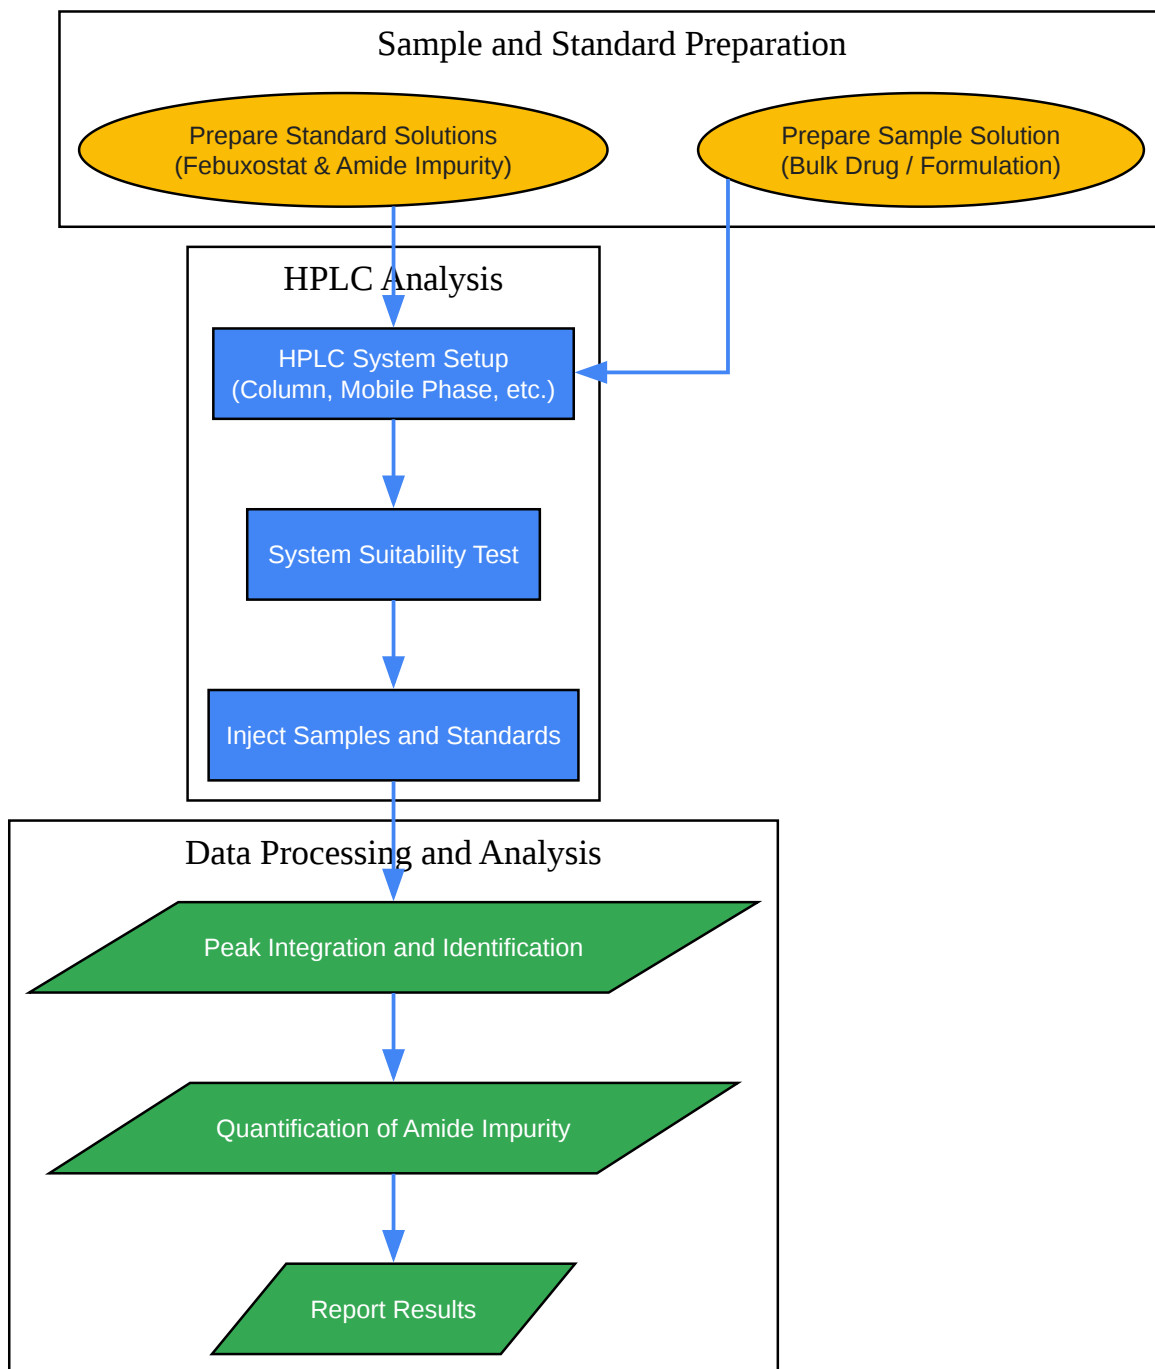 Sample and Standard Preparation
Prepare Standard Solutions
(Febuxostat & Amide Impurity)
Prepare Sample Solution
(Bulk Drug / Formulation)
HPLC Analysis
HPLC System Setup
(Column, Mobile Phase, etc.)
System Suitability Test
Inject Samples and Standards
Data Processing and Analysis
Peak Integration and Identification
Quantification of Amide Impurity
Report Results